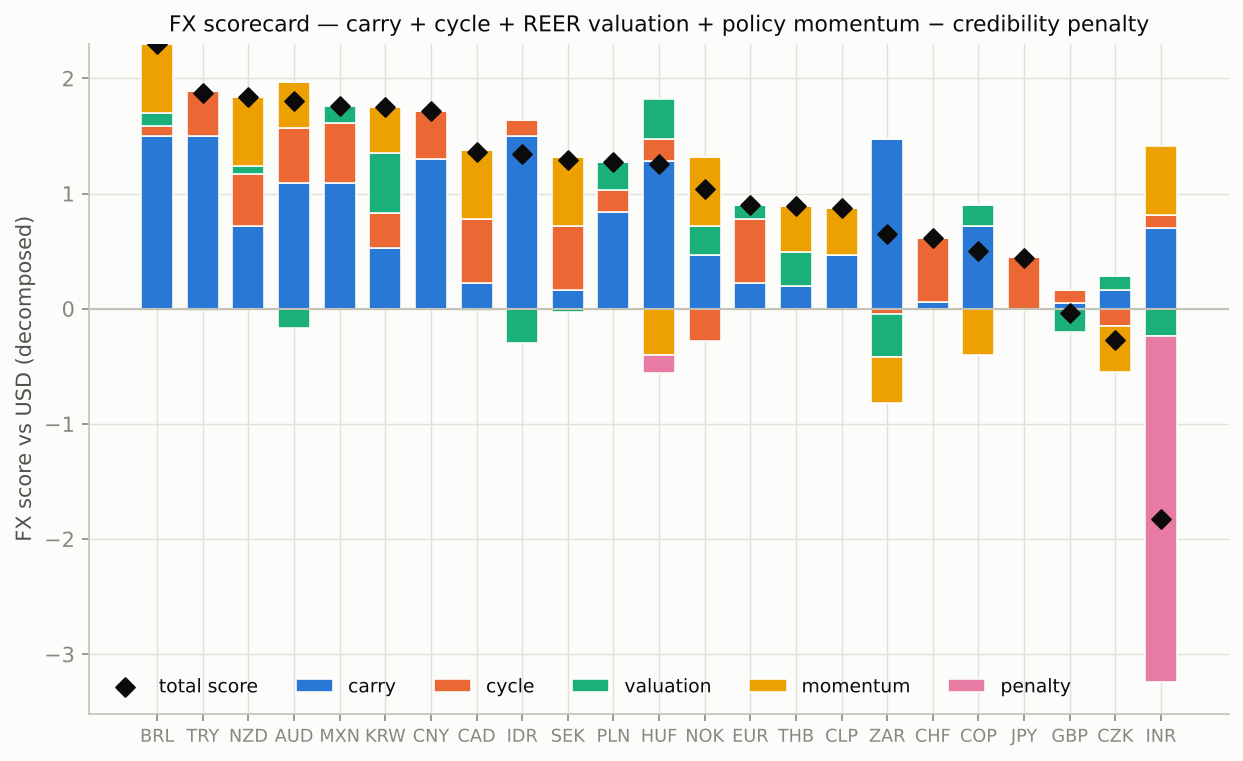 FX scorecard — carry + cycle + REER valuation + policy momentum − credibility penalty
FX score vs USD (decomposed)
2
1
0
−1
−2
−3
total score carry cycle valuation momentum penalty
BRL TRY NZD AUD MXN KRW CNY CAD IDR SEK PLN HUF NOK EUR THB CLP ZAR CHF COP JPY GBP CZK INR